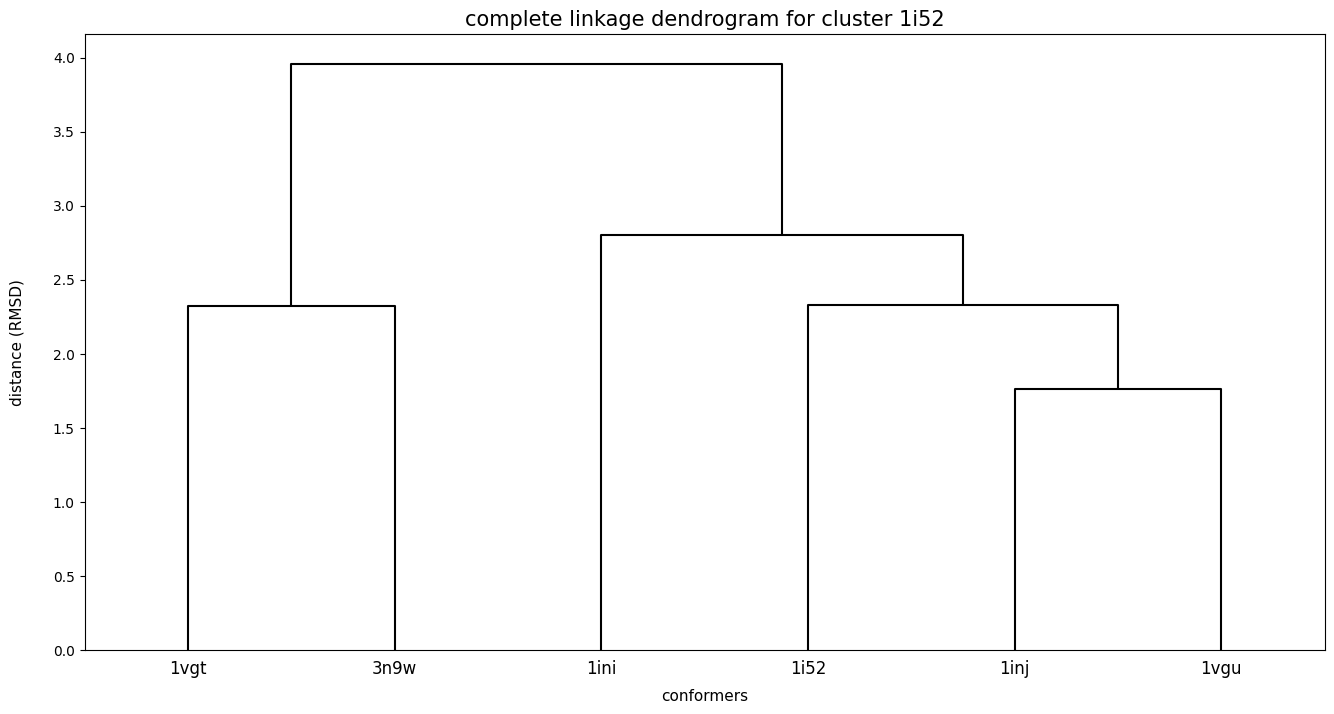 complete linkage dendrogram for cluster 1i52
4.0
3.5
3.0
2.5
2.0
1.5
1.0
0.5
0.0
distance (RMSD)
1vgt 3n9w 1ini 1i52 1inj 1vgu
conformers